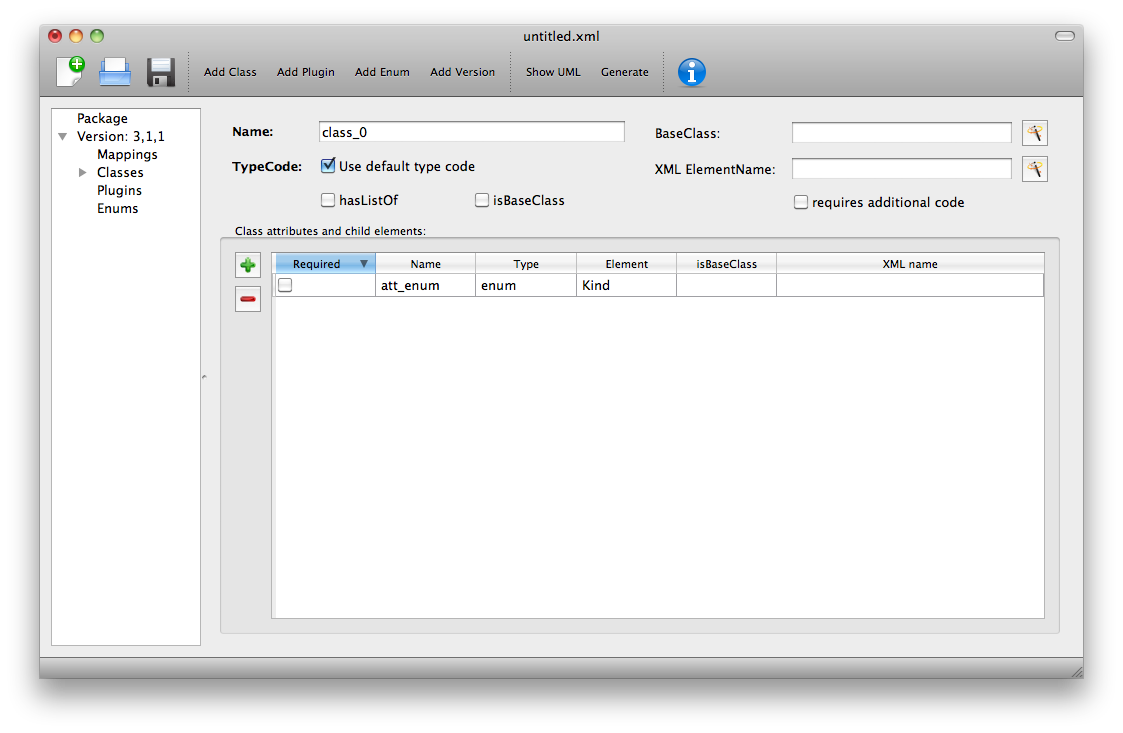 untitled.xml
Add Class Add Plugin Add Enum Add Version Show UML Generate
Package
Version: 3,1,1
Mappings
Classes
Plugins
Enums
Name: class_0 BaseClass:
TypeCode: Use default type code XML ElementName:
hasListOf isBaseClass requires additional code
Class attributes and child elements:
Required Name Type Element isBaseClass XML name
att_enum enum Kind